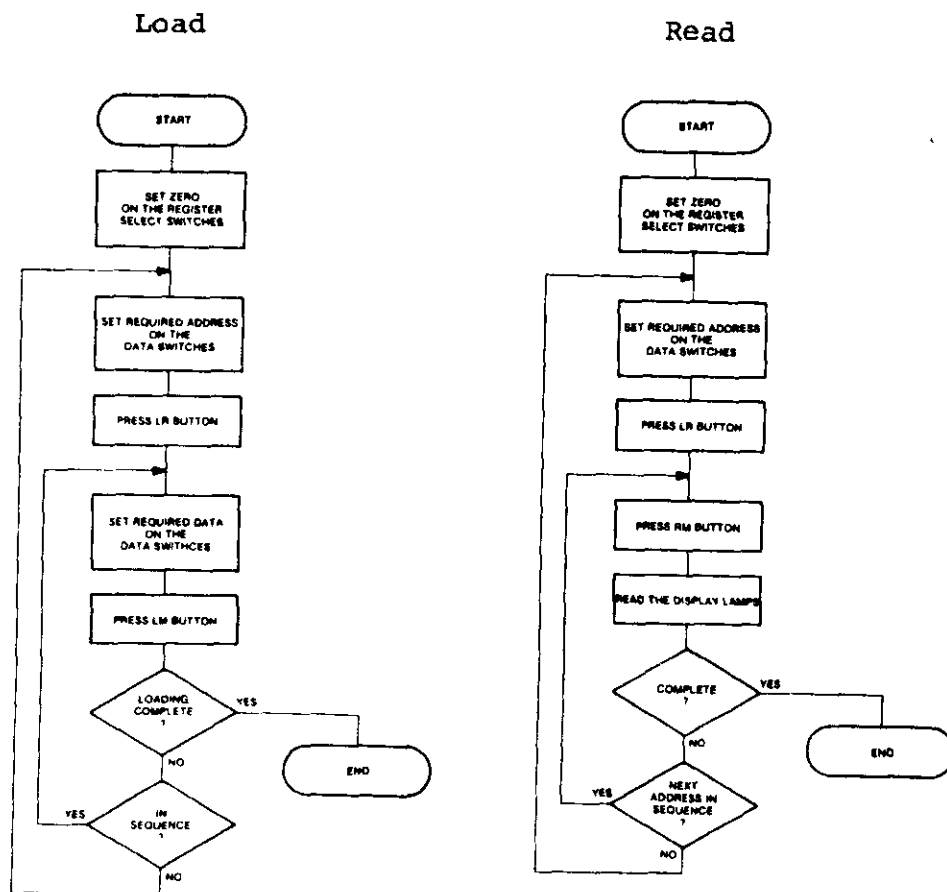 Load
START
SET ZERO
ON THE REGISTER
SELECT SWITCHES
SET REQUIRED ADDRESS
ON THE
DATA SWITCHES
PRESS LR BUTTON
SET REQUIRED DATA
ON THE
DATA SWITHCES
PRESS LM BUTTON
LOADING
COMPLETE
?
YES
END
NO
YES
IN
SEQUENCE
?
NO
Read
START
SET ZERO
ON THE REGISTER
SELECT SWITCHES
SET REQUIRED ADDRESS
ON THE
DATA SWITCHES
PRESS LR BUTTON
PRESS RM BUTTON
READ THE DISPLAY LAMPS
COMPLETE
?
YES
END
NO
YES
NEXT
ADDRESS IN
SEQUENCE
?
NO